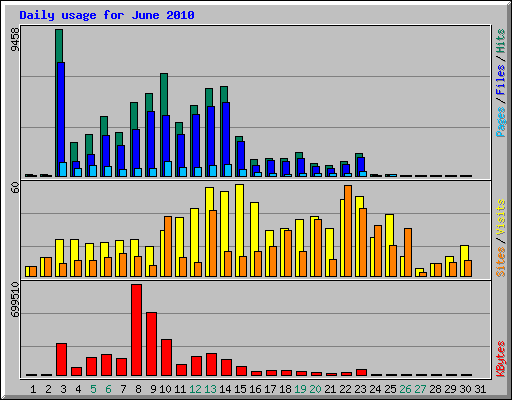 Daily usage for June 2010
9458
Pages / Files / Hits
60
Sites / Visits
699510
KBytes
1 2 3 4 5 6 7 8 9 10 11 12 13 14 15 16 17 18 19 20 21 22 23 24 25 26 27 28 29 30 31